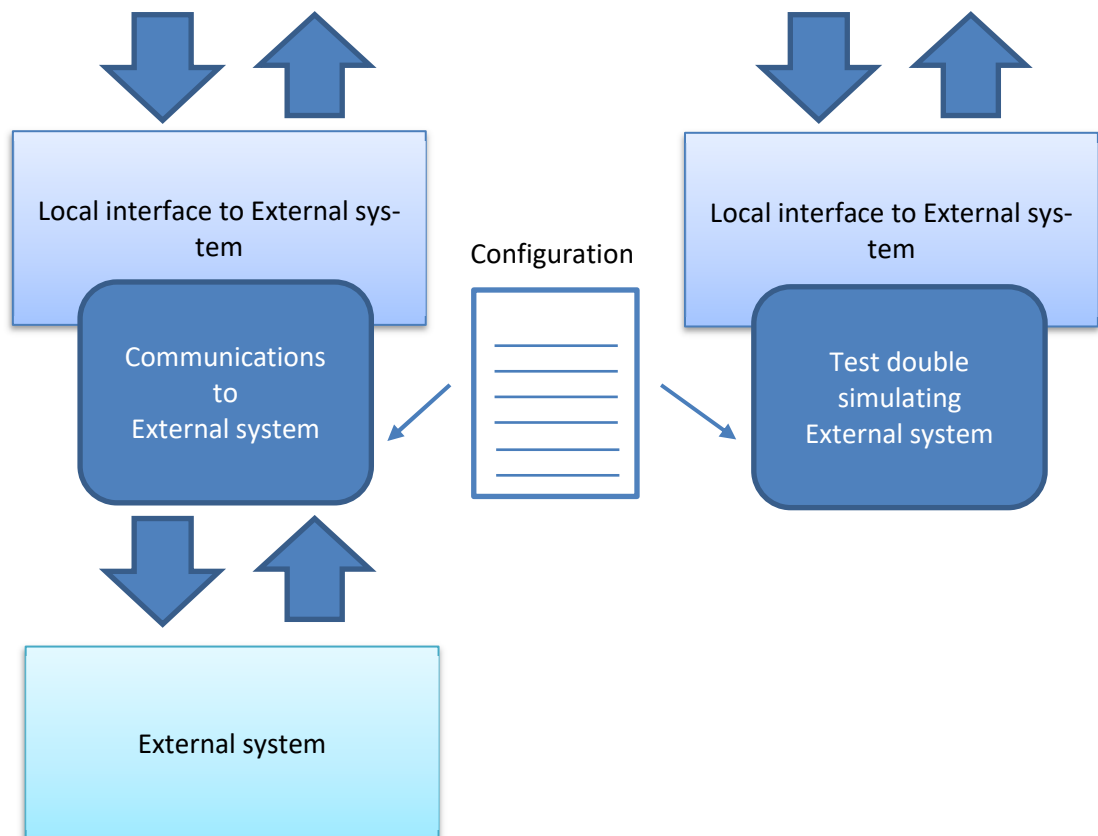 Local interface to External sys-
tem
Local interface to External sys-
tem
Configuration
Communications
to
External system
Test double
simulating
External system
External system